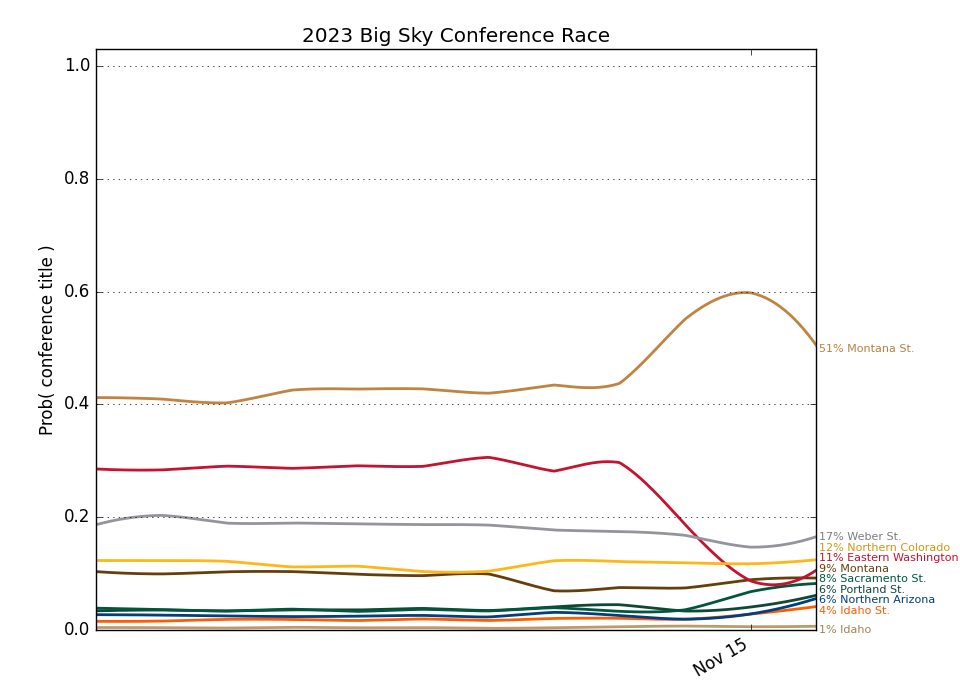 2023 Big Sky Conference Race
Prob( conference title )
1.0
0.8
0.6
0.4
0.2
0.0
Nov 15
51% Montana St.
17% Weber St.
12% Northern Colorado
11% Eastern Washington
9% Montana
8% Sacramento St.
6% Portland St.
6% Northern Arizona
4% Idaho St.
1% Idaho